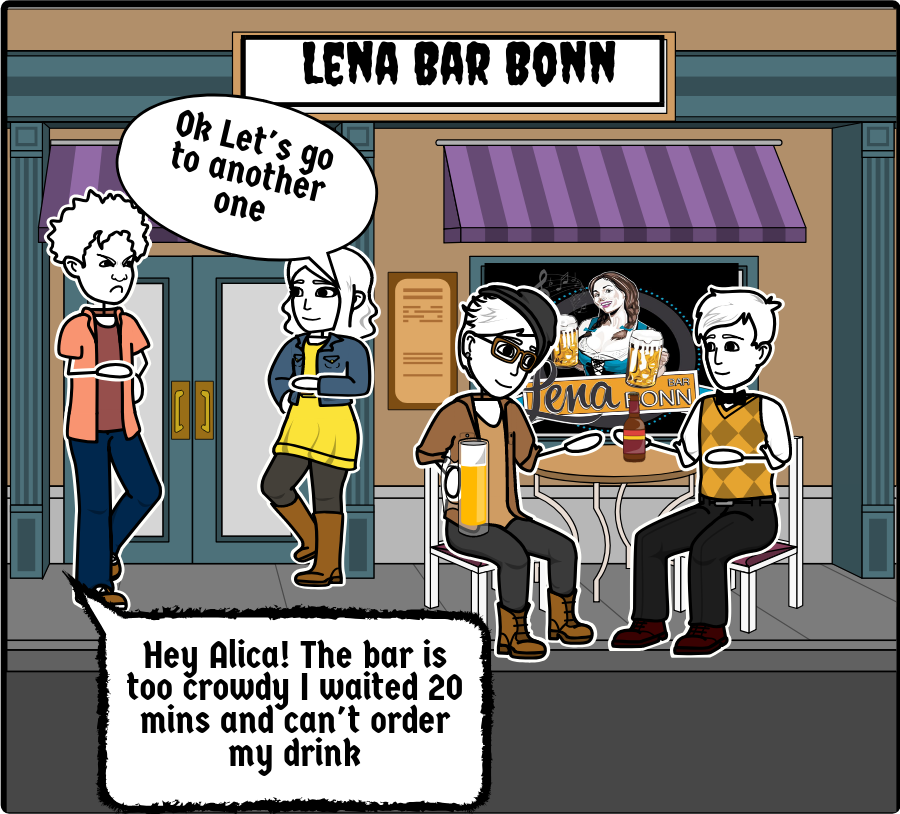 LENA BAR BONN
Ok Let's go
to another
one
Lena BAR
BONN
Hey Alica! The bar is
too crowdy I waited 20
mins and can't order
my drink